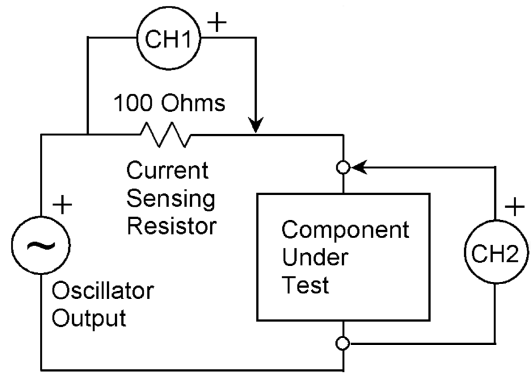 CH1 +
100 Ohms
Current
Sensing
Resistor
+
~
Oscillator
Output
Component
Under
Test
+
CH2